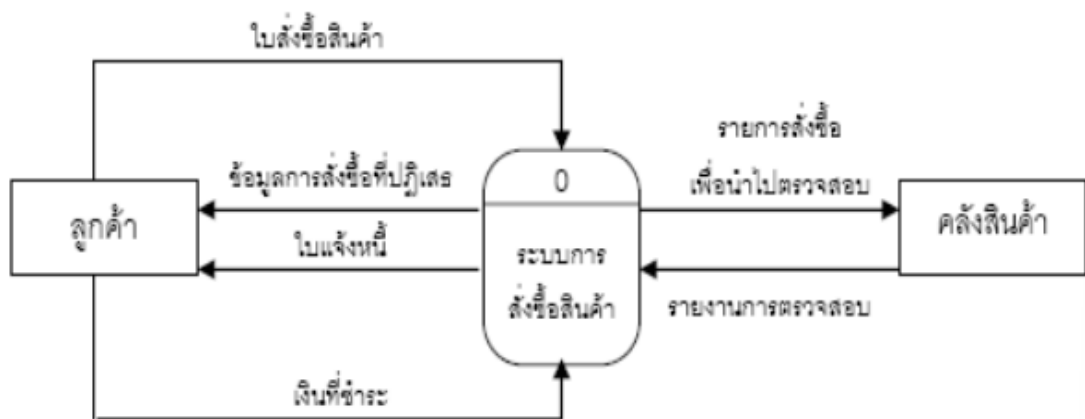 ใบสั่งซื้อสินค้า
รายการสั่งซื้อ
เพื่อนำไปตรวจสอบ
ข้อมูลการสั่งซื้อที่ปฏิเสธ
0
ลูกค้า
คลังสินค้า
ใบแจ้งหนี้
ระบบการ
สั่งซื้อสินค้า
รายงานการตรวจสอบ
เงินที่ชำระ